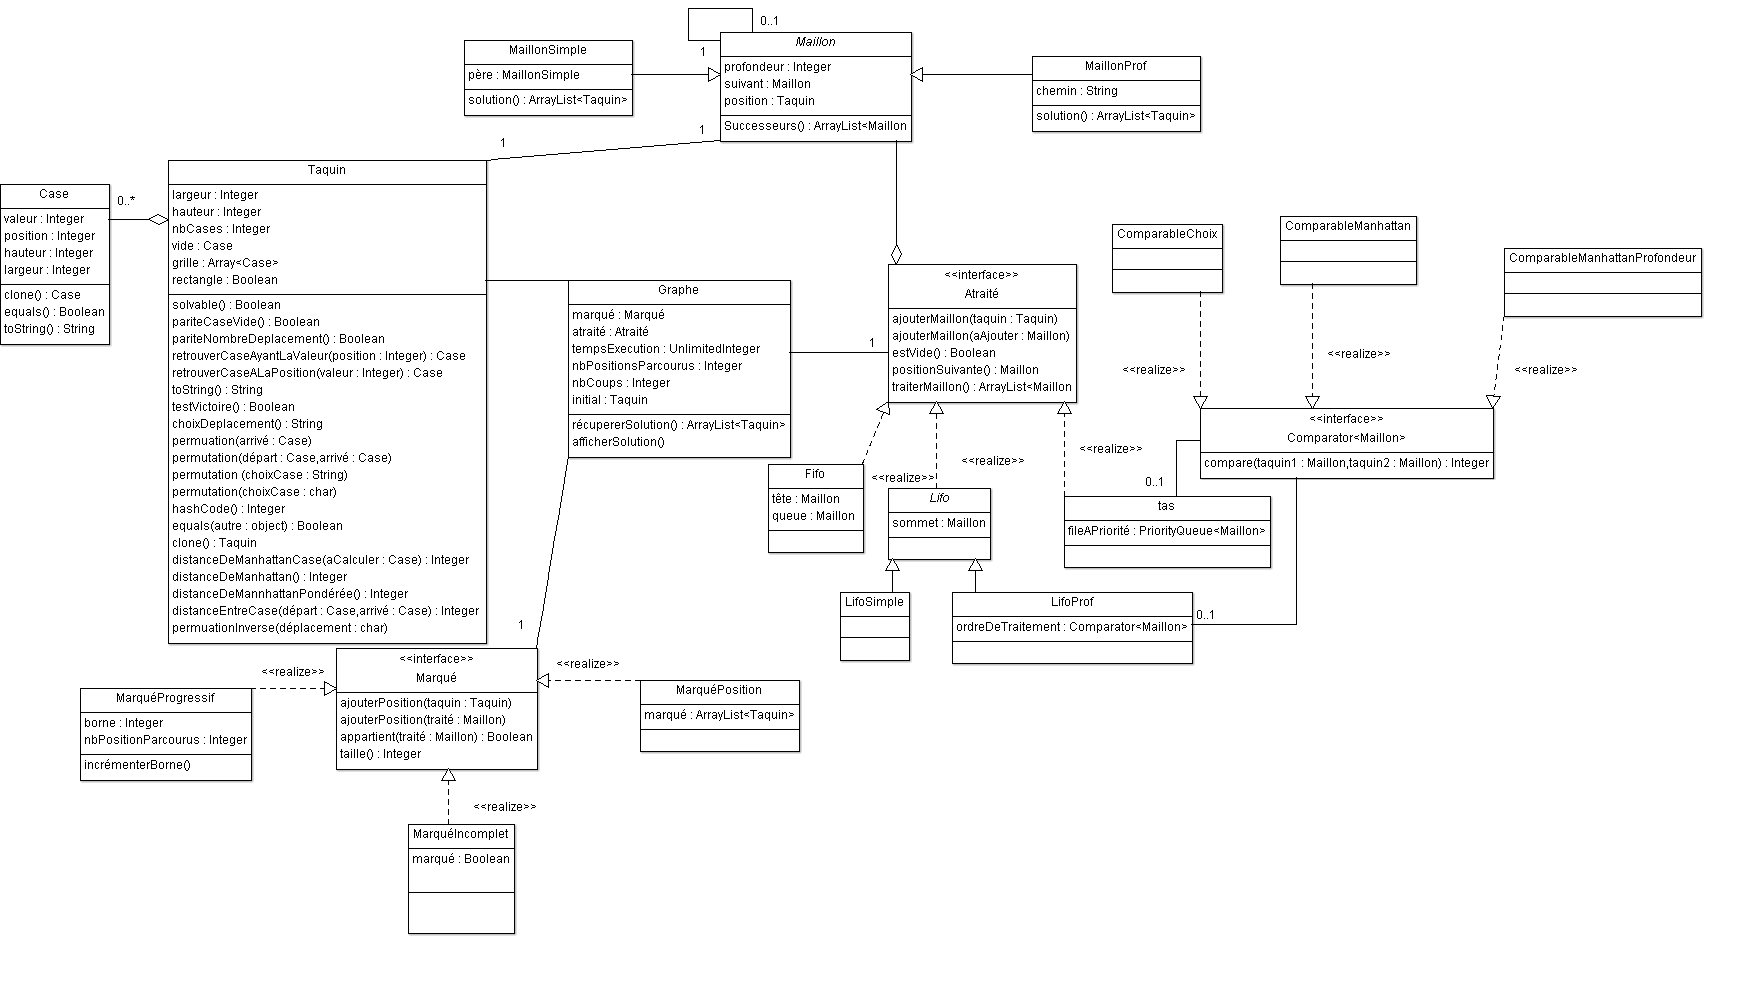 0..1
1
Maillon
profondeur : Integer
suivant : Maillon
position : Taquin
Successeurs() : ArrayList<Maillon
MaillonSimple
père : MaillonSimple
solution() : ArrayList<Taquin>
MaillonProf
chemin : String
solution() : ArrayList<Taquin>
1
1
Case
valeur : Integer
position : Integer
hauteur : Integer
largeur : Integer
clone() : Case
equals() : Boolean
toString() : String
0..*
Taquin
largeur : Integer
hauteur : Integer
nbCases : Integer
vide : Case
grille : Array<Case>
rectangle : Boolean
solvable() : Boolean
pariteCaseVide() : Boolean
pariteNombreDeplacement() : Boolean
retrouverCaseAyantLaValeur(position : Integer) : Case
retrouverCaseALaPosition(valeur : Integer) : Case
toString() : String
testVictoire() : Boolean
choixDeplacement() : String
permuation(arrivé : Case)
permutation(départ : Case,arrivé : Case)
permutation (choixCase : String)
permutation(choixCase : char)
hashCode() : Integer
equals(autre : object) : Boolean
clone() : Taquin
distanceDeManhattanCase(aCalculer : Case) : Integer
distanceDeManhattan() : Integer
distanceDeMannhattanPondérée() : Integer
distanceEntreCase(départ : Case,arrivé : Case) : Integer
permuationInverse(déplacement : char)
Graphe
marqué : Marqué
atraité : Atraité
tempsExecution : UnlimitedInteger
nbPositionsParcourus : Integer
nbCoups : Integer
initial : Taquin
récupererSolution() : ArrayList<Taquin>
afficherSolution()
1
<<interface>>
Atraité
ajouterMaillon(taquin : Taquin)
ajouterMaillon(aAjouter : Maillon)
estVide() : Boolean
positionSuivante() : Maillon
traiterMaillon() : ArrayList<Maillon
ComparableChoix
ComparableManhattan
ComparableManhattanProfondeur
<<realize>>
<<realize>>
<<realize>>
<<interface>>
Comparator<Maillon>
compare(taquin1 : Maillon,taquin2 : Maillon) : Integer
<<realize>>
<<realize>>
<<realize>>
0..1
Fifo
tête : Maillon
queue : Maillon
Lifo
sommet : Maillon
tas
fileAPriorité : PriorityQueue<Maillon>
LifoSimple
LifoProf
ordreDeTraitement : Comparator<Maillon>
0..1
1
<<interface>>
Marqué
ajouterPosition(taquin : Taquin)
ajouterPosition(traité : Maillon)
appartient(traité : Maillon) : Boolean
taille() : Integer
<<realize>>
<<realize>>
MarquéProgressif
borne : Integer
nbPositionParcourus : Integer
incrémenterBorne()
MarquéPosition
marqué : ArrayList<Taquin>
<<realize>>
MarquéIncomplet
marqué : Boolean